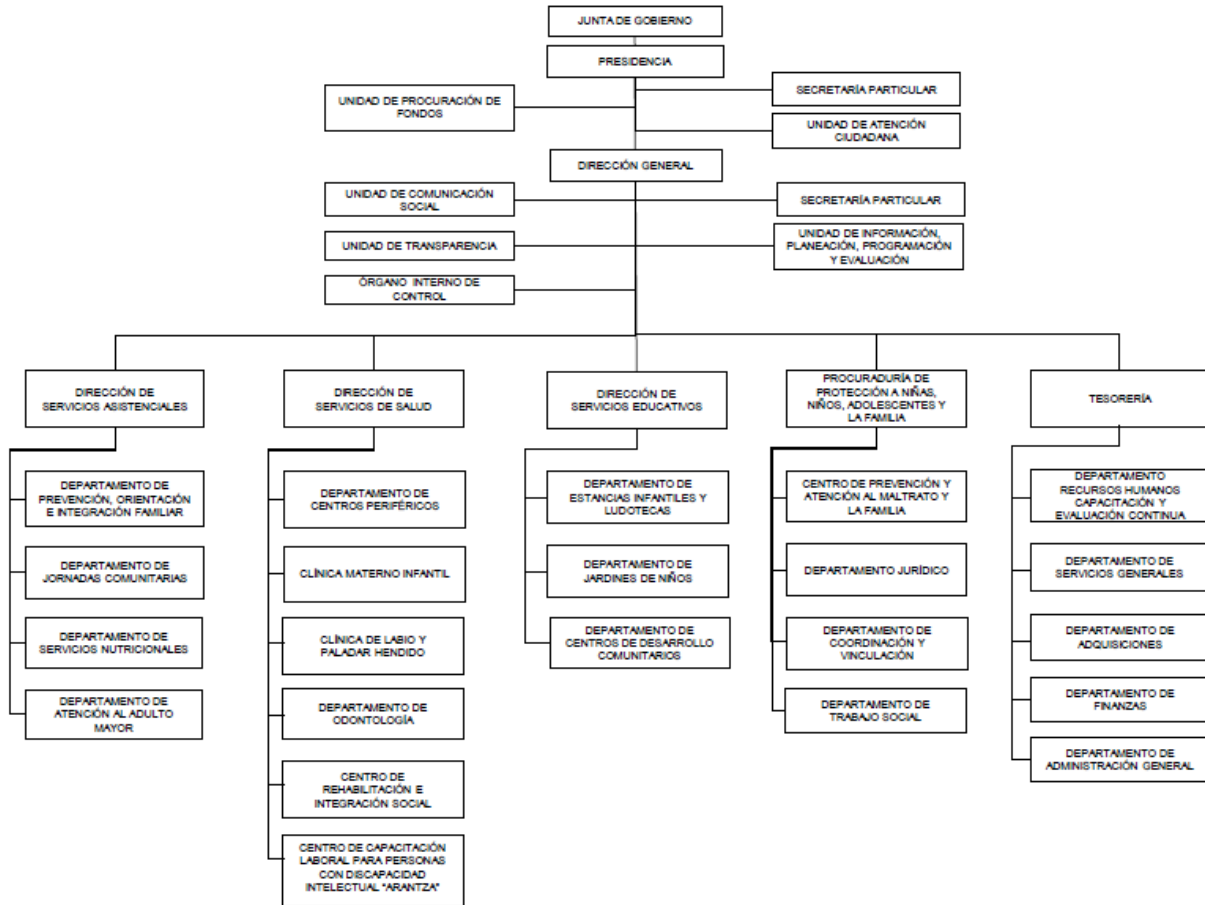 JUNTA DE GOBIERNO
PRESIDENCIA
UNIDAD DE PROCURACIÓN DE
FONDOS
SECRETARÍA PARTICULAR
UNIDAD DE ATENCIÓN
CIUDADANA
DIRECCIÓN GENERAL
UNIDAD DE COMUNICACIÓN
SOCIAL
SECRETARÍA PARTICULAR
UNIDAD DE TRANSPARENCIA
UNIDAD DE INFORMACIÓN,
PLANEACIÓN, PROGRAMACIÓN
Y EVALUACIÓN
ÓRGANO INTERNO DE
CONTROL
DIRECCIÓN DE
SERVICIOS ASISTENCIALES
DIRECCIÓN DE
SERVICIOS DE SALUD
DIRECCIÓN DE
SERVICIOS EDUCATIVOS
PROCURADURÍA DE
PROTECCIÓN A NIÑAS,
NIÑOS, ADOLESCENTES Y
LA FAMILIA
TESORERÍA
DEPARTAMENTO DE
PREVENCIÓN, ORIENTACIÓN
E INTEGRACIÓN FAMILIAR
DEPARTAMENTO DE
JORNADAS COMUNITARIAS
DEPARTAMENTO DE
SERVICIOS NUTRICIONALES
DEPARTAMENTO DE
ATENCIÓN AL ADULTO
MAYOR
DEPARTAMENTO DE
CENTROS PERIFÉRICOS
CLÍNICA MATERNO INFANTIL
CLÍNICA DE LABIO Y
PALADAR HENDIDO
DEPARTAMENTO DE
ODONTOLOGÍA
CENTRO DE
REHABILITACIÓN E
INTEGRACIÓN SOCIAL
CENTRO DE CAPACITACIÓN
LABORAL PARA PERSONAS
CON DISCAPACIDAD
INTELECTUAL "ARANTZA"
DEPARTAMENTO DE
ESTANCIAS INFANTILES Y
LUDOTECAS
DEPARTAMENTO DE
JARDINES DE NIÑOS
DEPARTAMENTO DE
CENTROS DE DESARROLLO
COMUNITARIOS
CENTRO DE PREVENCIÓN Y
ATENCIÓN AL MALTRATO Y
LA FAMILIA
DEPARTAMENTO JURÍDICO
DEPARTAMENTO DE
COORDINACIÓN Y
VINCULACIÓN
DEPARTAMENTO DE
TRABAJO SOCIAL
DEPARTAMENTO
RECURSOS HUMANOS
CAPACITACIÓN Y
EVALUACIÓN CONTINUA
DEPARTAMENTO DE
SERVICIOS GENERALES
DEPARTAMENTO DE
ADQUISICIONES
DEPARTAMENTO DE
FINANZAS
DEPARTAMENTO DE
ADMINISTRACIÓN GENERAL